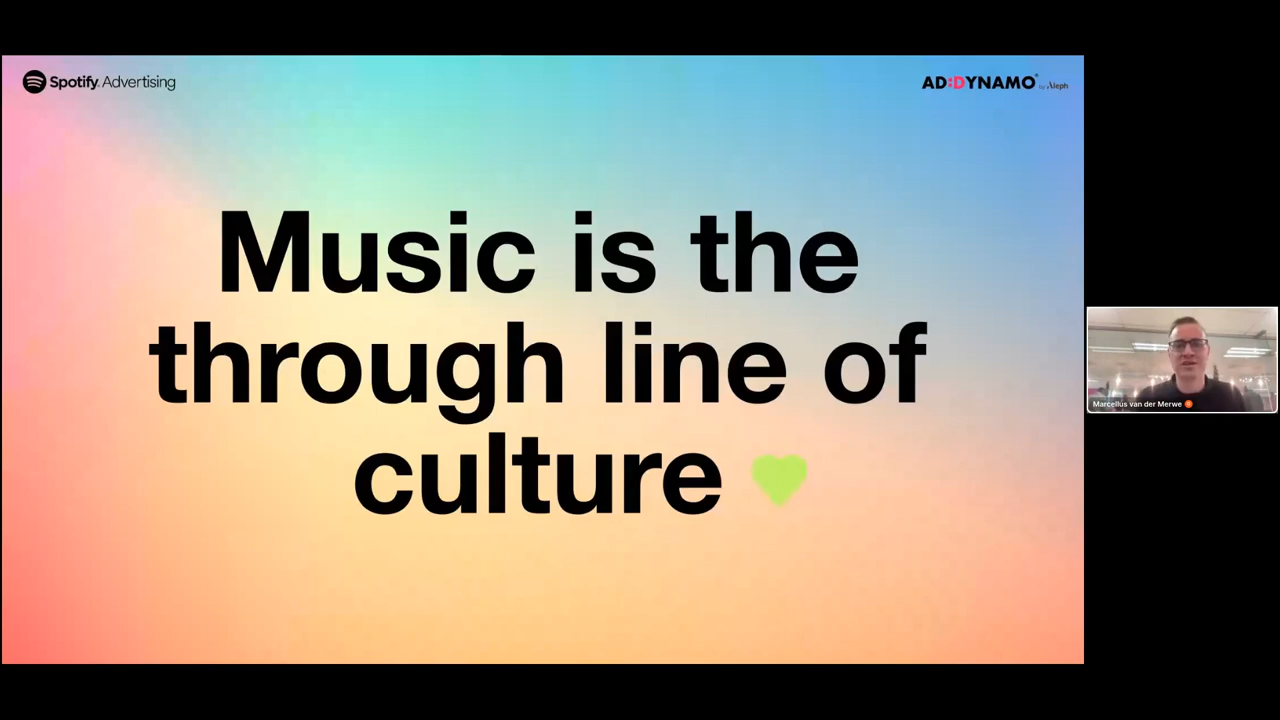 Spotify Advertising
AD:DYNAMO by Aleph
Music is the
through line of
culture
Marcellus van der Merwe